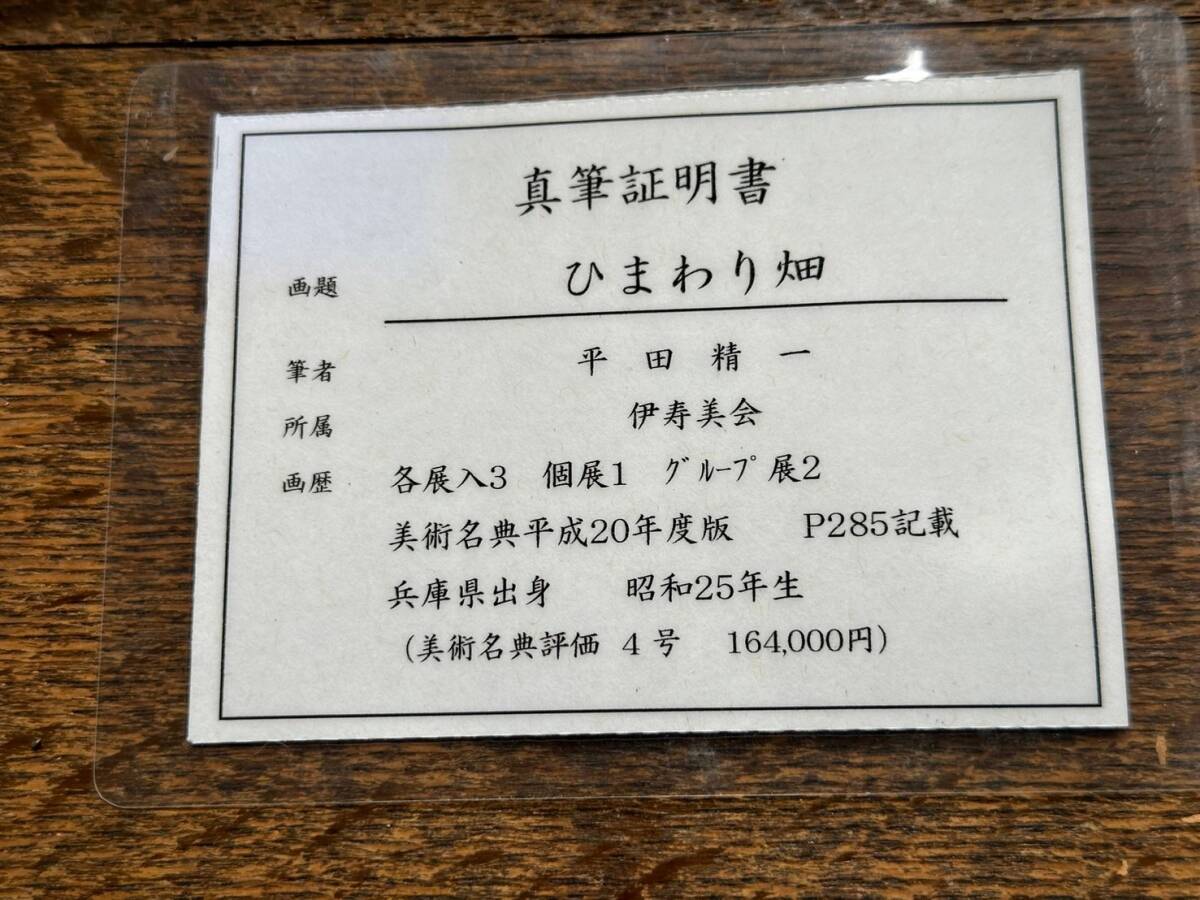 真筆証明書
画題 ひまわり畑
筆者 平田精一
所属 伊寿美会
画歴 各展入3 個展1 ｸﾞﾙｰﾌﾟ展2
美術名典平成20年度版 P285記載
兵庫県出身 昭和25年生
（美術名典評価 4号 164,000円）